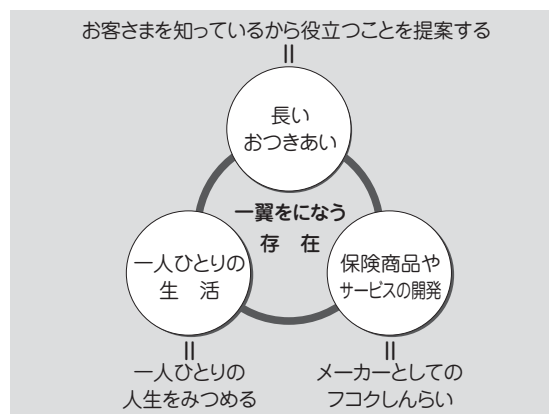 お客さまを知っているから役立つことを提案する
=
長い
おつきあい
一翼をになう
存 在
一人ひとりの
生 活
保険商品や
サービスの開発
=
一人ひとりの
人生をみつめる
=
メーカーとしての
フコクしんらい